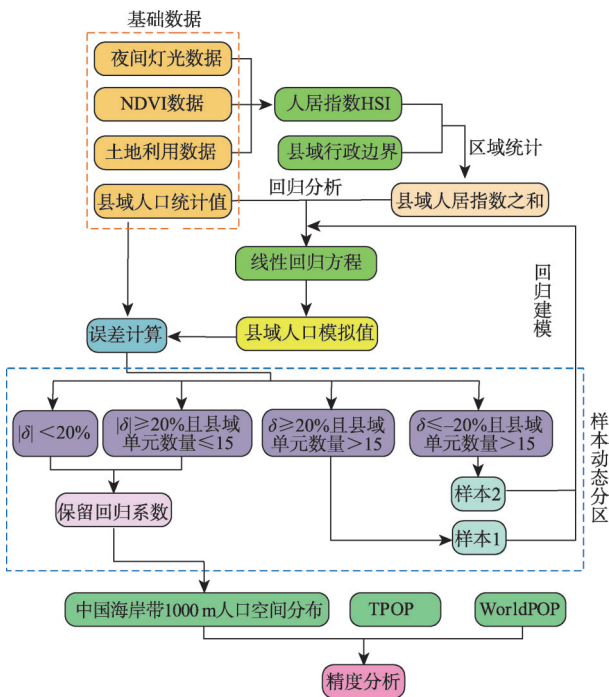 基础数据
夜间灯光数据
NDVI数据
人居指数HSI
土地利用数据
县域行政边界
区域统计
回归分析
县域人口统计值
县域人居指数之和
线性回归方程
回归建模
误差计算
县域人口模拟值
|δ|<20%
|δ|≥20%且县域
单元数量≤15
δ≥20%且县域
单元数量>15
δ≤-20%且县域
单元数量>15
样本动态分区
保留回归系数
样本2
样本1
中国海岸带1000 m人口空间分布
TPOP
WorldPOP
精度分析